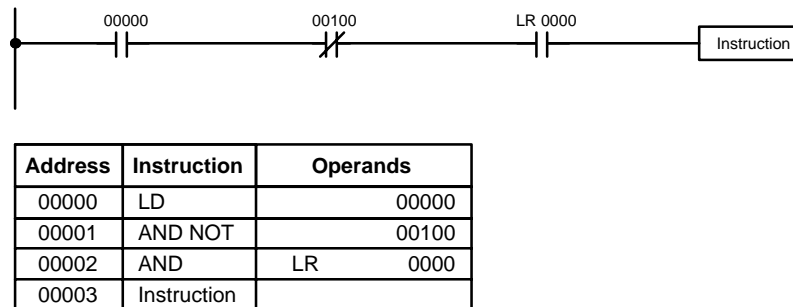 00000 00100 LR 0000
Instruction
Address Instruction Operands
00000 LD 00000
00001 AND NOT 00100
00002 AND LR 0000
00003 Instruction